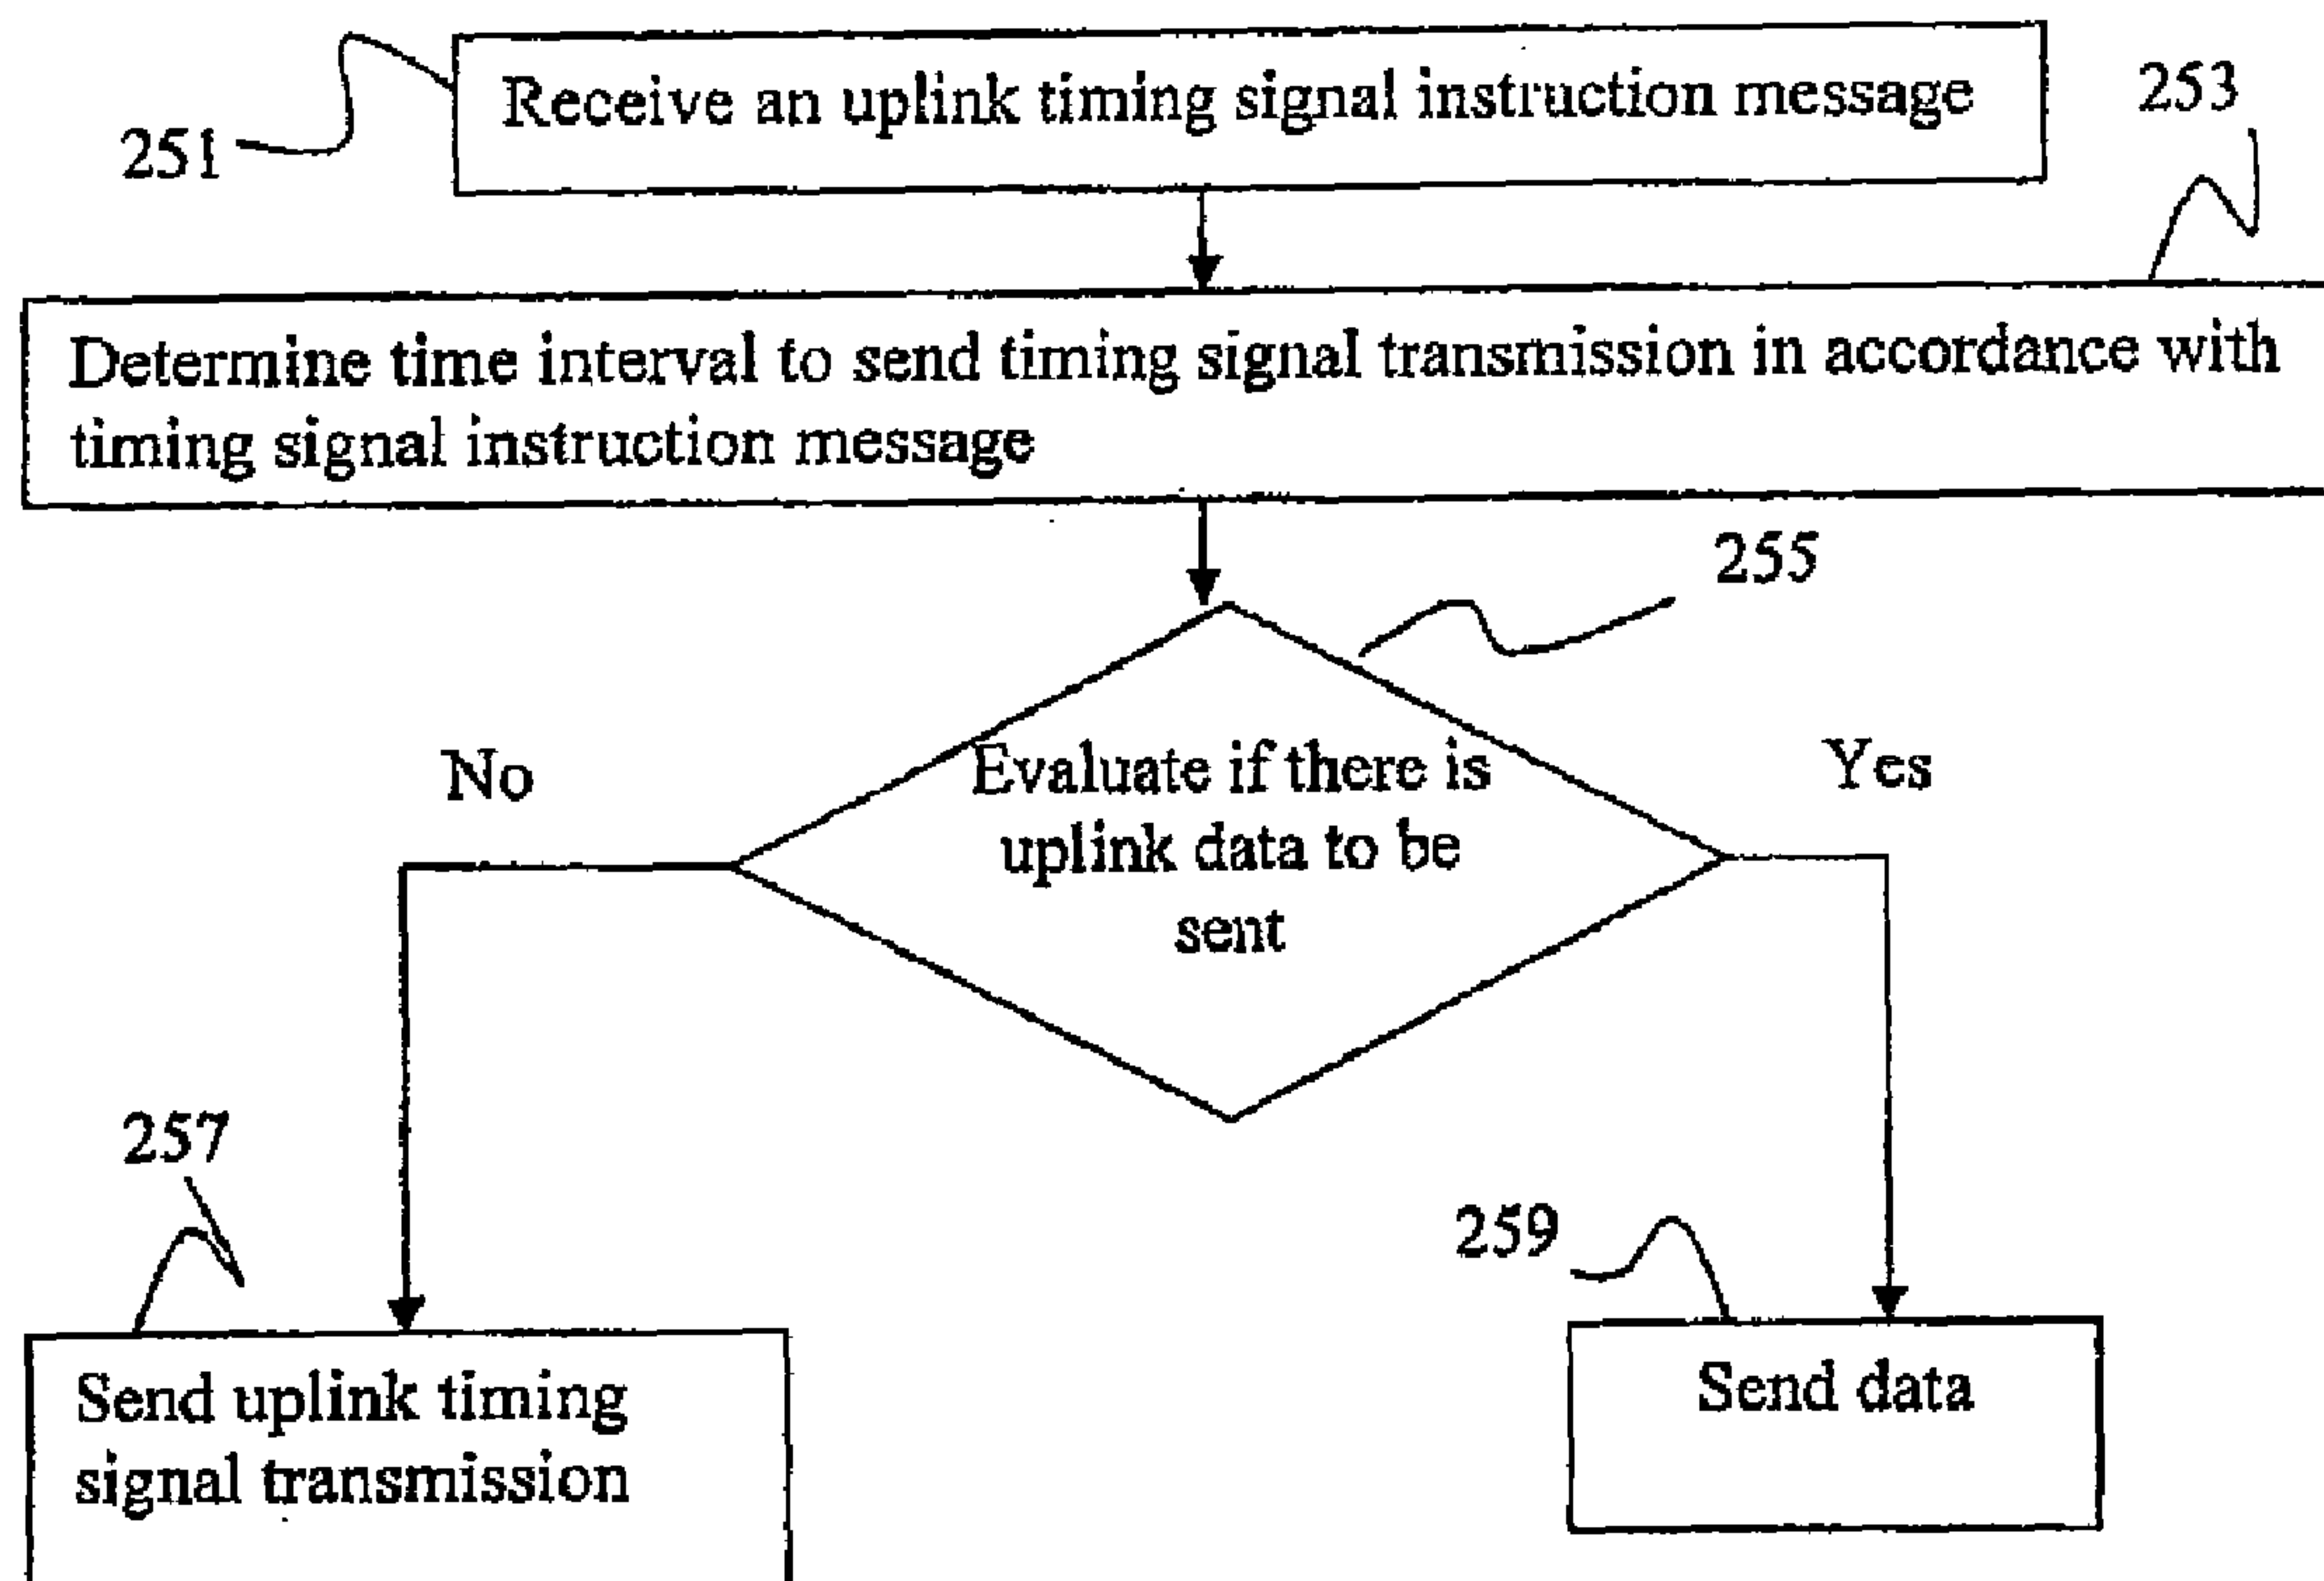 Receive an uplink timing signal instruction message
251
253
Determine time interval to send timing signal transmission in accordance with
timing signal instruction message
255
No
Evaluate if there is
uplink data to be
sent
Yes
257
259
Send uplink timing
signal transmission
Send data